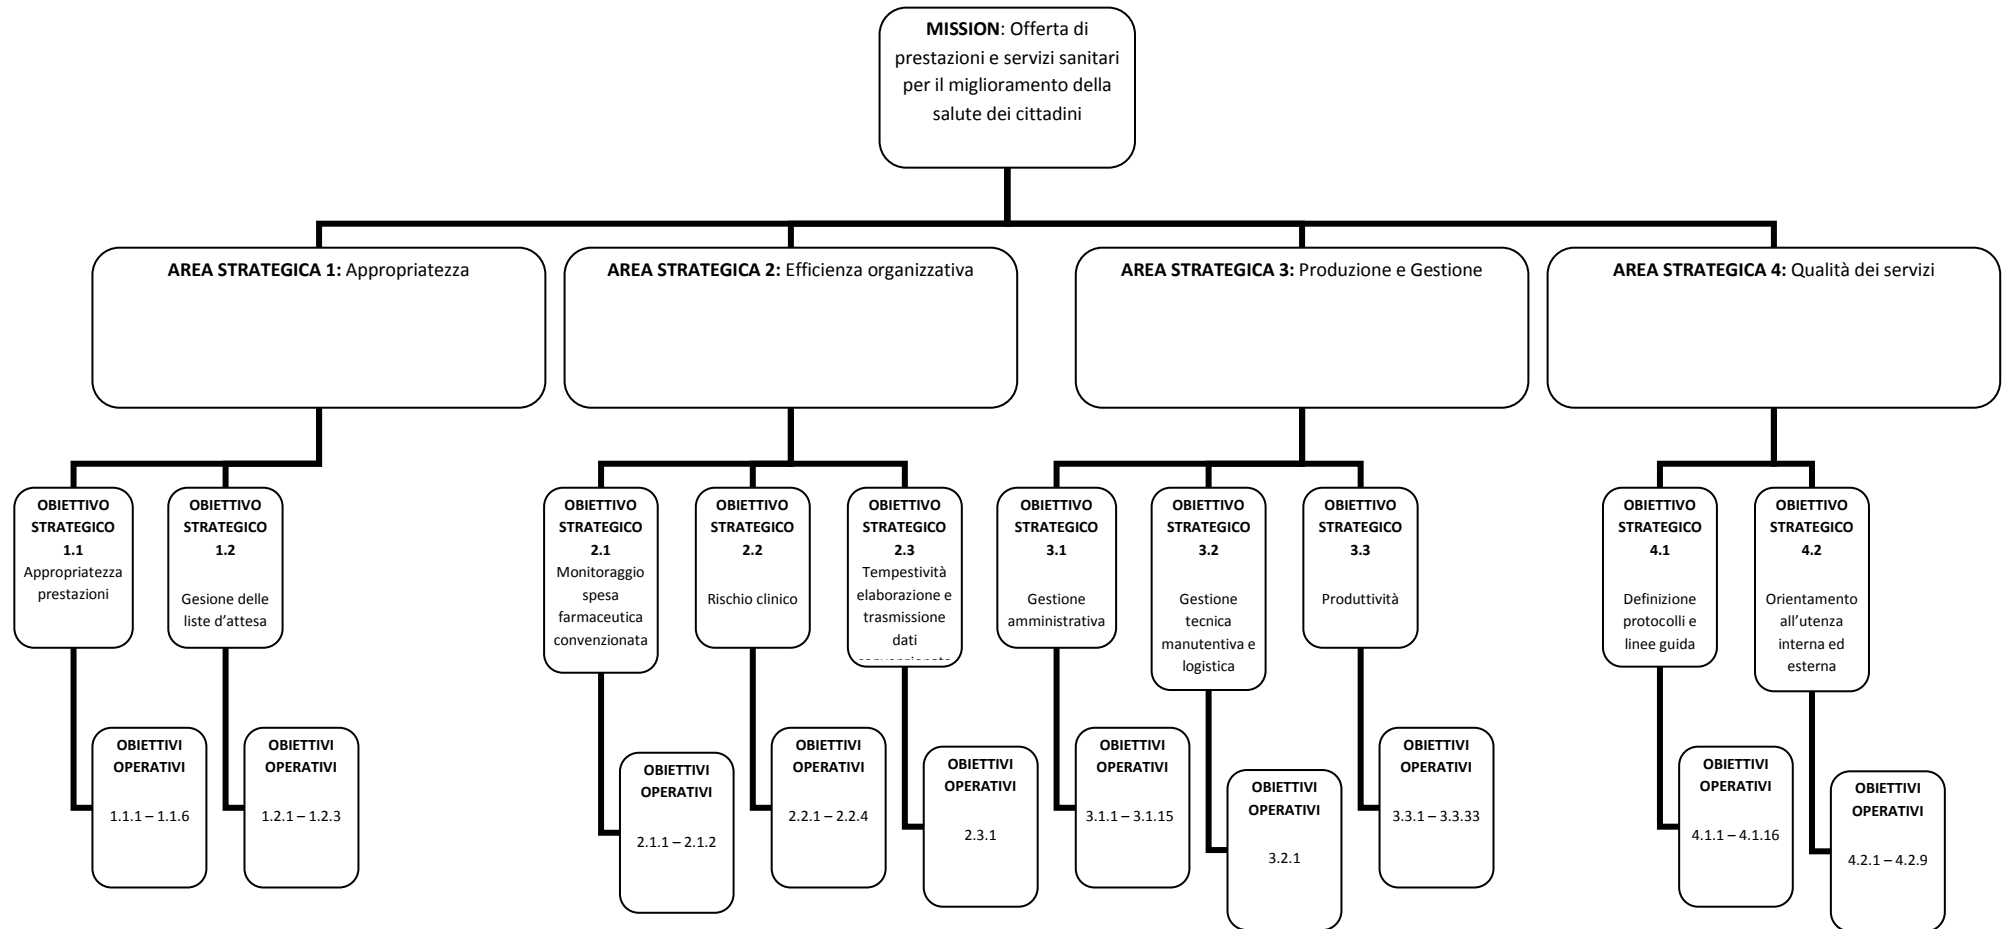 MISSION: Offerta di
prestazioni e servizi sanitari
per il miglioramento della
salute dei cittadini
AREA STRATEGICA 1: Appropriatezza
AREA STRATEGICA 2: Efficienza organizzativa
AREA STRATEGICA 3: Produzione e Gestione
AREA STRATEGICA 4: Qualità dei servizi
OBIETTIVO
STRATEGICO
1.1
Appropriatezza
prestazioni
OBIETTIVO
STRATEGICO
1.2
Gesione delle
liste d’attesa
OBIETTIVO
STRATEGICO
2.1
Monitoraggio
spesa
farmaceutica
convenzionata
OBIETTIVO
STRATEGICO
2.2
Rischio clinico
OBIETTIVO
STRATEGICO
2.3
Tempestività
elaborazione e
trasmissione
dati
OBIETTIVO
STRATEGICO
3.1
Gestione
amministrativa
OBIETTIVO
STRATEGICO
3.2
Gestione
tecnica
manutentiva e
logistica
OBIETTIVO
STRATEGICO
3.3
Produttività
OBIETTIVO
STRATEGICO
4.1
Definizione
protocolli e
linee guida
OBIETTIVO
STRATEGICO
4.2
Orientamento
all’utenza
interna ed
esterna
OBIETTIVI
OPERATIVI
1.1.1 – 1.1.6
OBIETTIVI
OPERATIVI
1.2.1 – 1.2.3
OBIETTIVI
OPERATIVI
2.1.1 – 2.1.2
OBIETTIVI
OPERATIVI
2.2.1 – 2.2.4
OBIETTIVI
OPERATIVI
2.3.1
OBIETTIVI
OPERATIVI
3.1.1 – 3.1.15
OBIETTIVI
OPERATIVI
3.2.1
OBIETTIVI
OPERATIVI
3.3.1 – 3.3.33
OBIETTIVI
OPERATIVI
4.1.1 – 4.1.16
OBIETTIVI
OPERATIVI
4.2.1 – 4.2.9